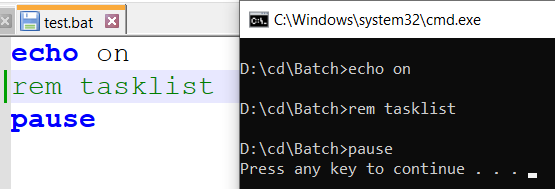 test.bat
echo on
rem tasklist
pause
C:\Windows\system32\cmd.exe
D:\cd\Batch>echo on
D:\cd\Batch>rem tasklist
D:\cd\Batch>pause
Press any key to continue . . .